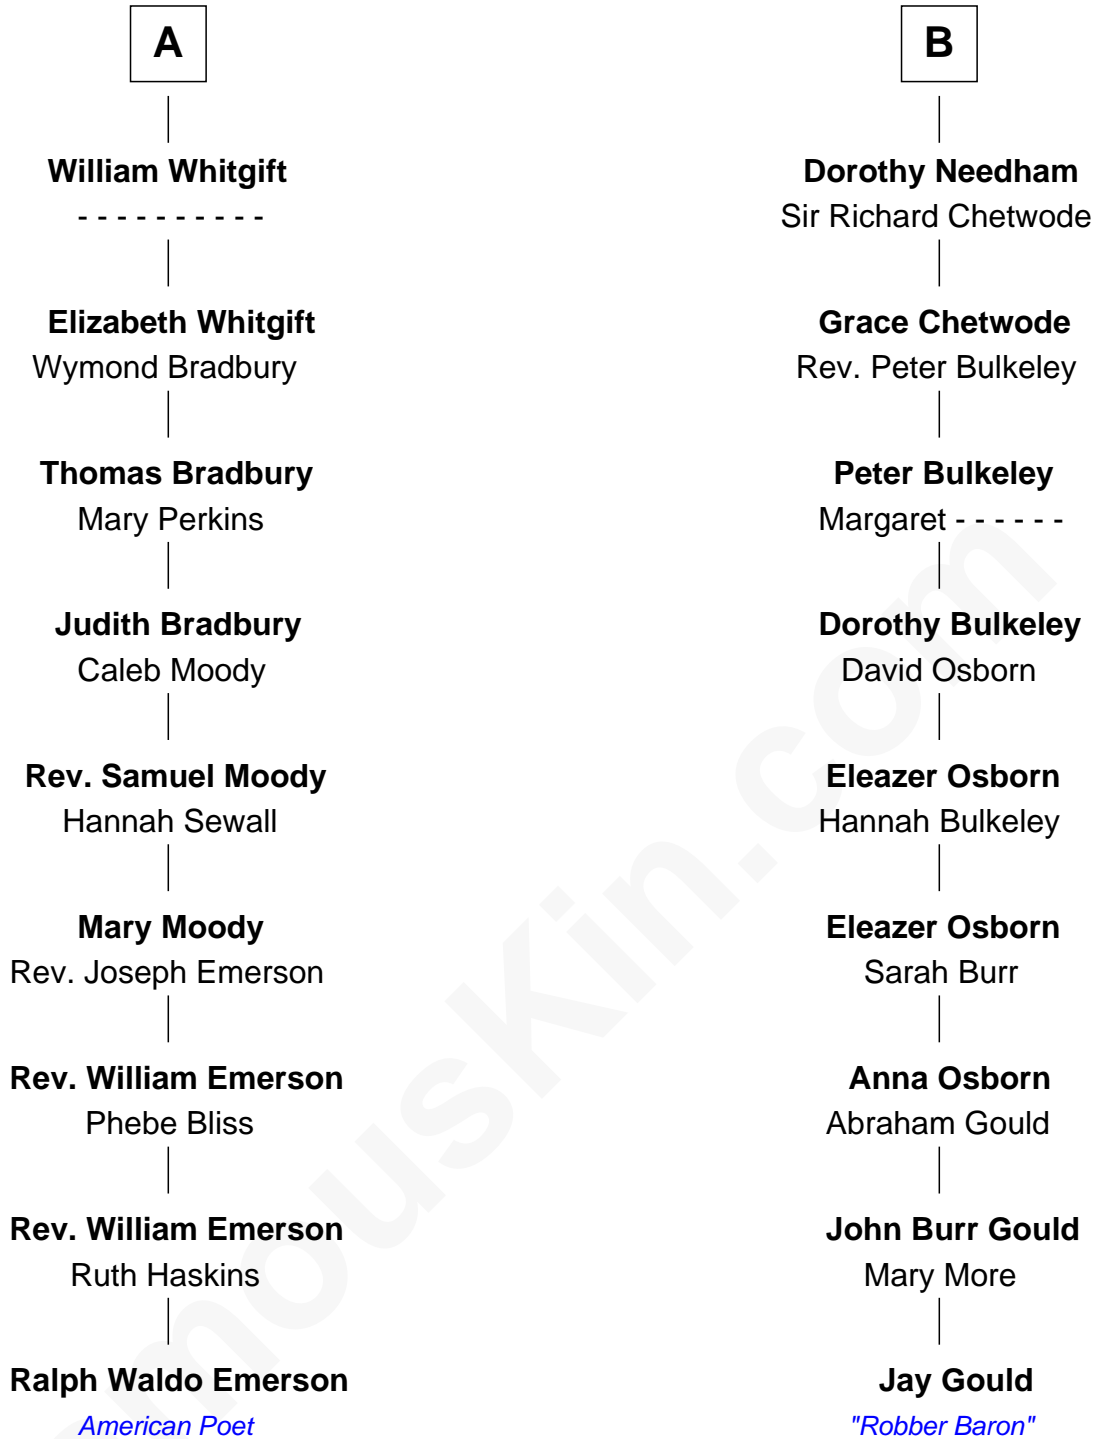 A
William Whitgift
- - - - - - - - - -
Elizabeth Whitgift
Wymond Bradbury
Thomas Bradbury
Mary Perkins
Judith Bradbury
Caleb Moody
Rev. Samuel Moody
Hannah Sewall
Mary Moody
Rev. Joseph Emerson
Rev. William Emerson
Phebe Bliss
Rev. William Emerson
Ruth Haskins
Ralph Waldo Emerson
American Poet
B
Dorothy Needham
Sir Richard Chetwode
Grace Chetwode
Rev. Peter Bulkeley
Peter Bulkeley
Margaret - - - - - -
Dorothy Bulkeley
David Osborn
Eleazer Osborn
Hannah Bulkeley
Eleazer Osborn
Sarah Burr
Anna Osborn
Abraham Gould
John Burr Gould
Mary More
Jay Gould
"Robber Baron"
mousKin.com